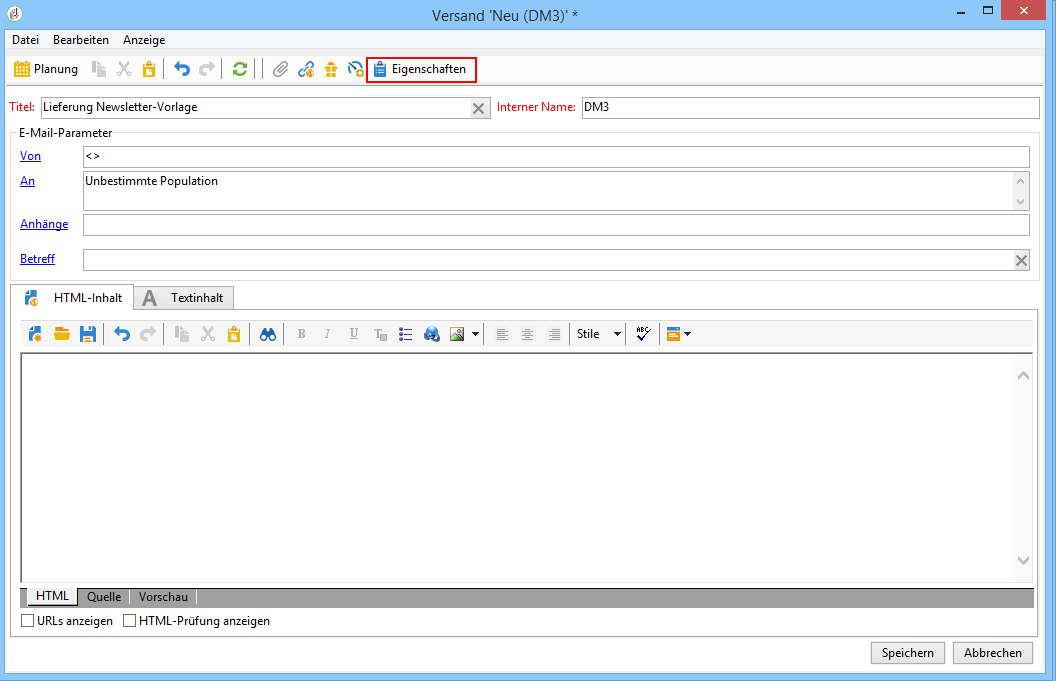 Versand 'Neu (DM3)' *
Datei Bearbeiten Anzeige
Planung Eigenschaften
Titel: Lieferung Newsletter-Vorlage Interner Name: DM3
E-Mail-Parameter
Von <>
An Unbestimmte Population
Anhänge
Betreff
HTML-Inhalt A Textinhalt
B I U T Stile ABC
HTML Quelle Vorschau
URLs anzeigen HTML-Prüfung anzeigen
Speichern Abbrechen